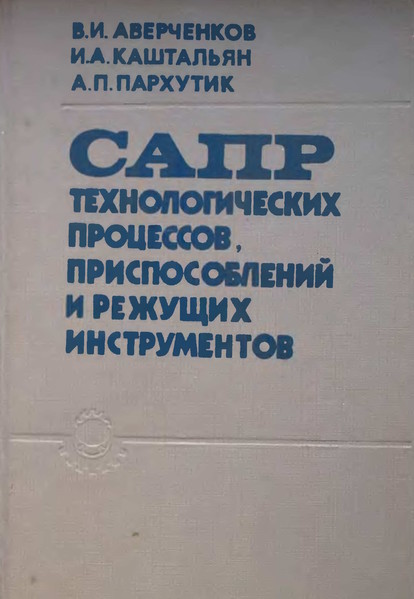 В.И. АВЕРЧЕНКОВ
И.А. КАШТАЛЬЯН
А.П. ПАРХУТИК
САПР
ТЕХНОЛОГИЧЕСКИХ
ПРОЦЕССОВ,
ПРИСПОСОБЛЕНИЙ
И РЕЖУЩИХ
ИНСТРУМЕНТОВ